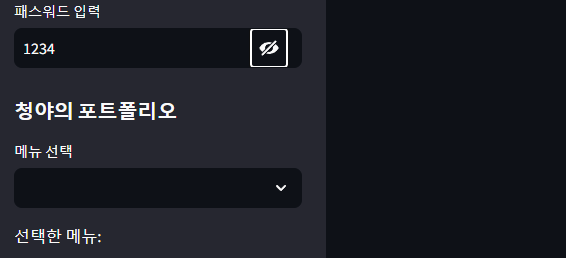 패스워드 입력
1234
청야의 포트폴리오
메뉴 선택
선택한 메뉴: